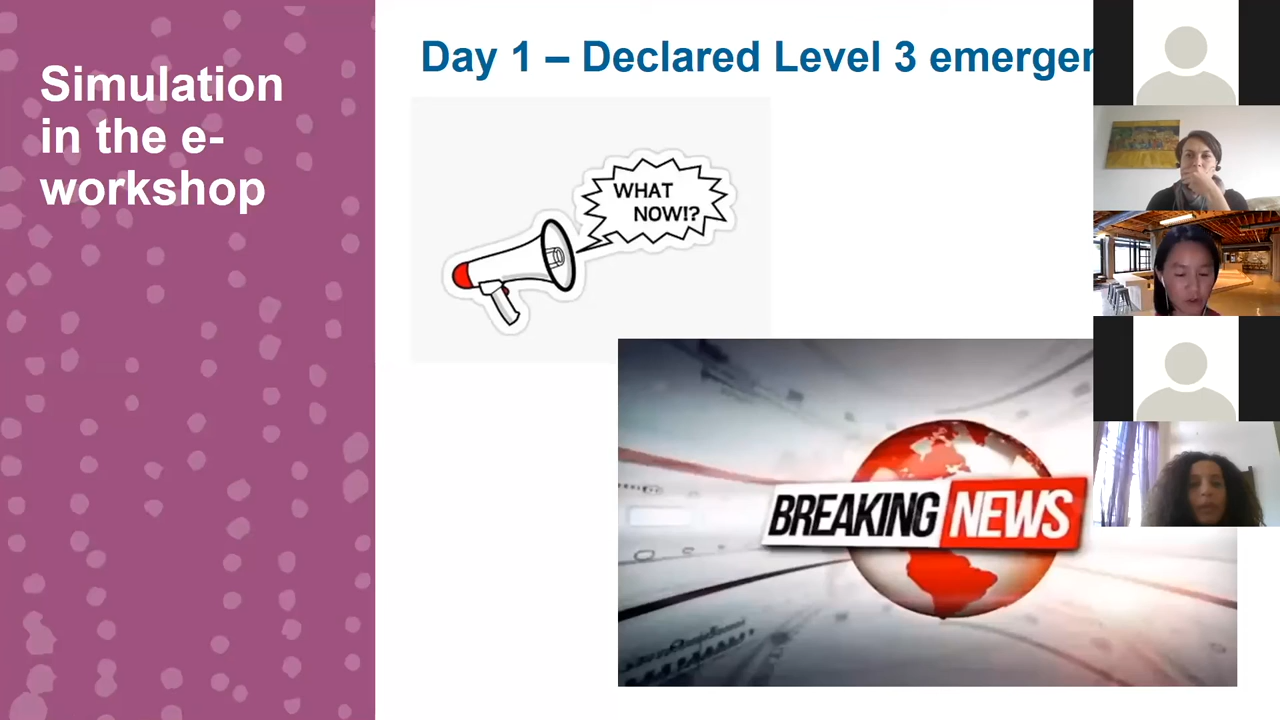 Simulation
in the e-
workshop
Day 1 – Declared Level 3 emergen
WHAT
NOW!?
BREAKING NEWS